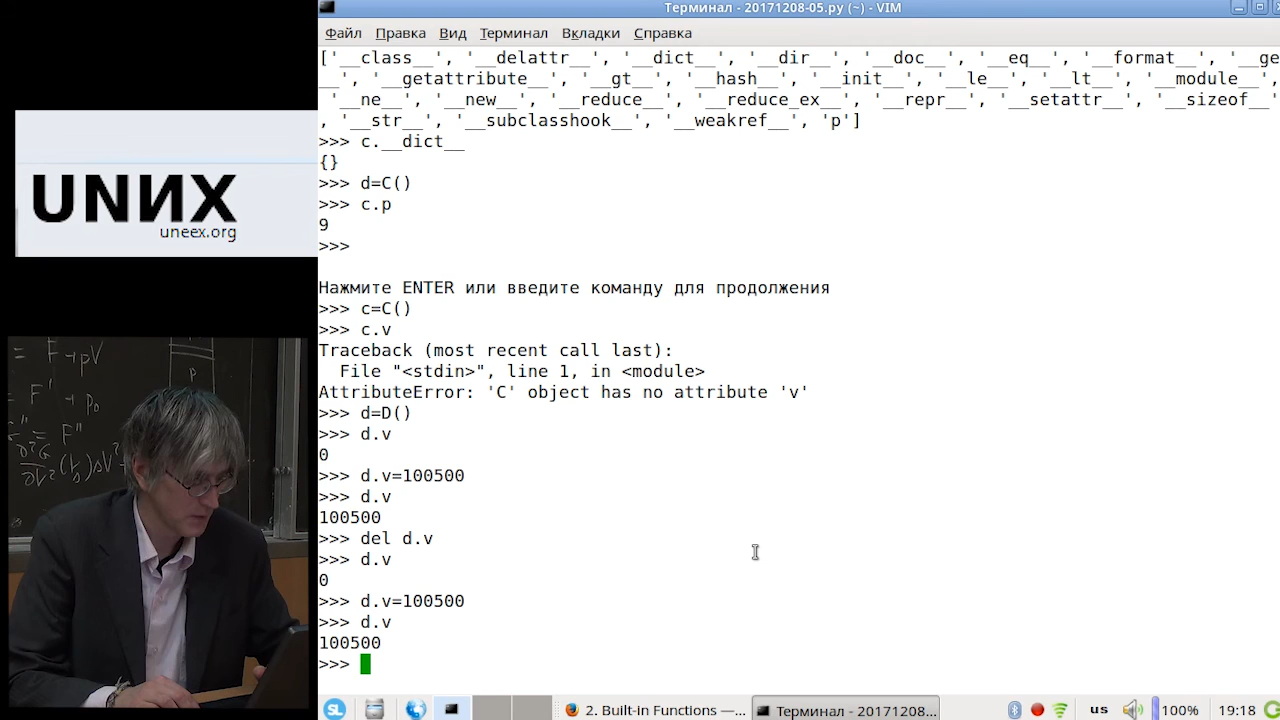 Терминал - 20171208-05.py (~) - VIM
Файл Правка Вид Терминал Вкладки Справка
['__class__', '__delattr__', '__dict__', '__dir__', '__doc__', '__eq__', '__format__', '__ge
__', '__getattribute__', '__gt__', '__hash__', '__init__', '__le__', '__lt__', '__module__',
'__ne__', '__new__', '__reduce__', '__reduce_ex__', '__repr__', '__setattr__', '__sizeof__'
, '__str__', '__subclasshook__', '__weakref__', 'p']
>>> c.__dict__
{}
>>> d=C()
>>> c.p
9
>>>
Нажмите ENTER или введите команду для продолжения
>>> c=C()
>>> c.v
Traceback (most recent call last):
File "<stdin>", line 1, in <module>
AttributeError: 'C' object has no attribute 'v'
>>> d=D()
>>> d.v
0
>>> d.v=100500
>>> d.v
100500
>>> del d.v
>>> d.v
0
>>> d.v=100500
>>> d.v
100500
>>>
UNИX
uneex.org
= F'
= F"
SL
2. Built-in Functions —...
Терминал - 20171208...
us
100%
19:18